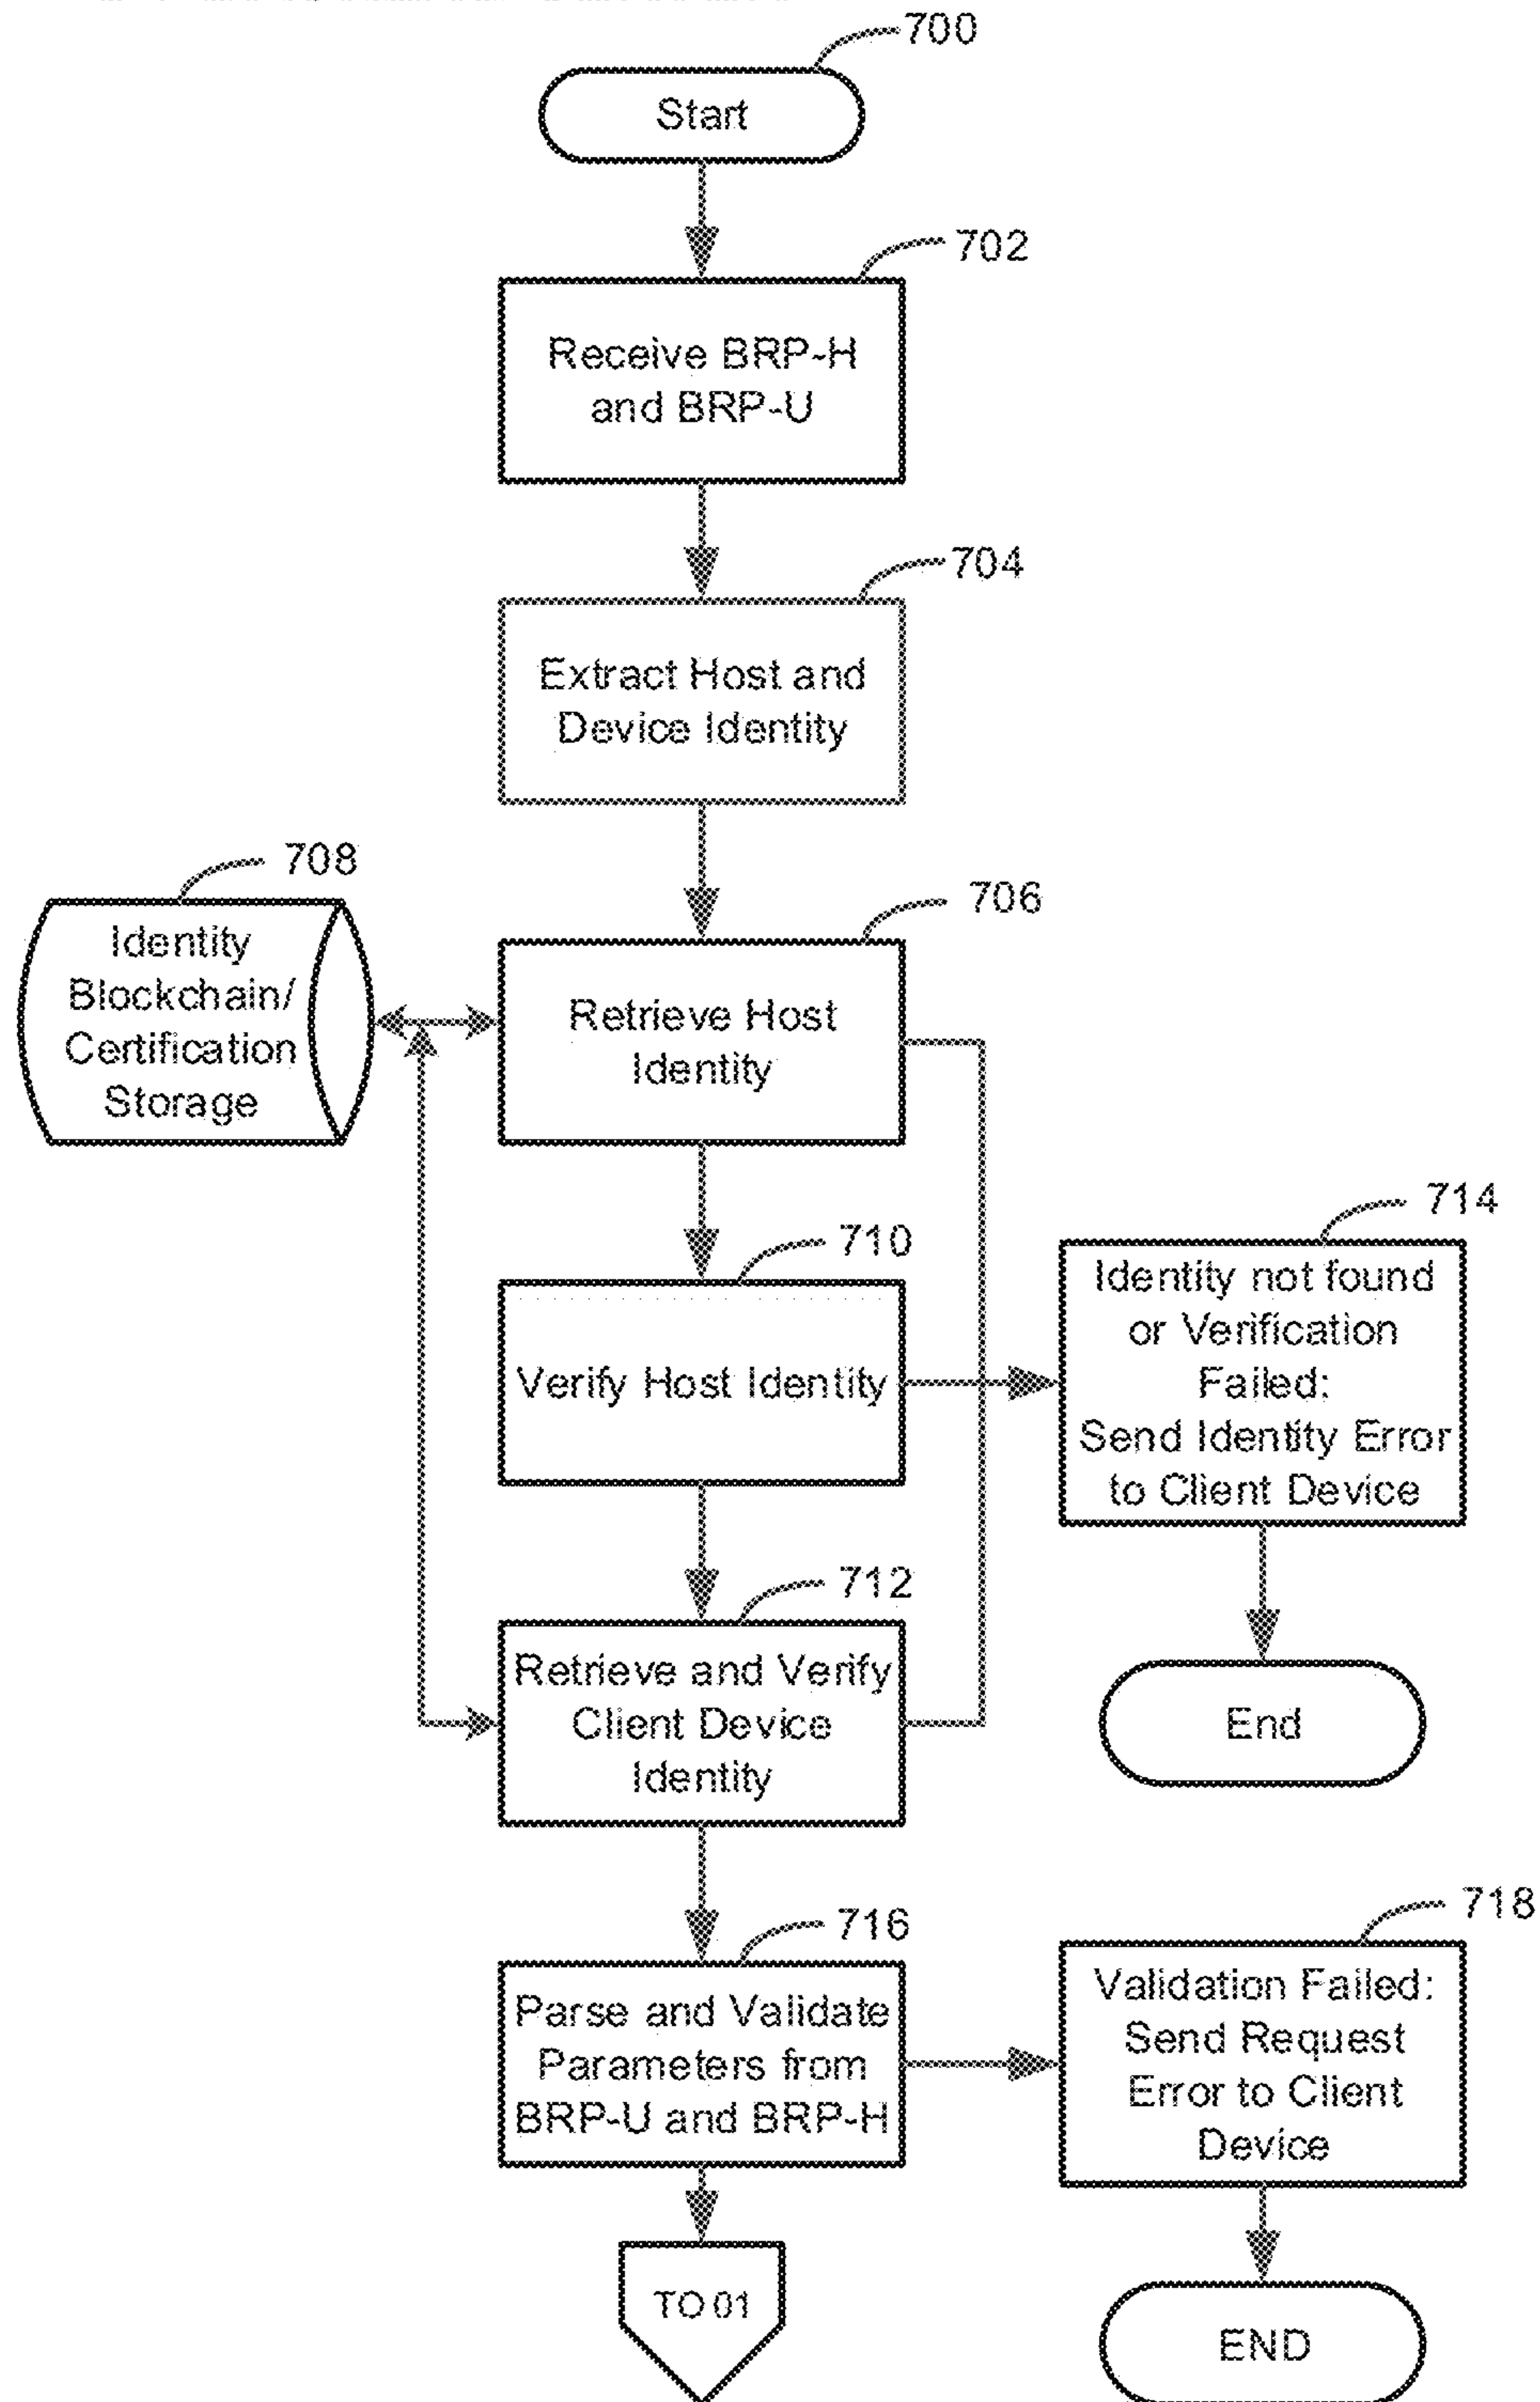 700
Start
702
Receive BRP-H
and BRP-U
704
Extract Host and
Device Identity
708
Identity
Blockchain/
Certification
Storage
706
Retrieve Host
Identity
710
Verify Host Identity
714
Identity not found
or Verification
Failed:
Send Identity Error
to Client Device
712
Retrieve and Verify
Client Device
Identity
End
716
Parse and Validate
Parameters from
BRP-U and BRP-H
718
Validation Failed:
Send Request
Error to Client
Device
TO 01
END